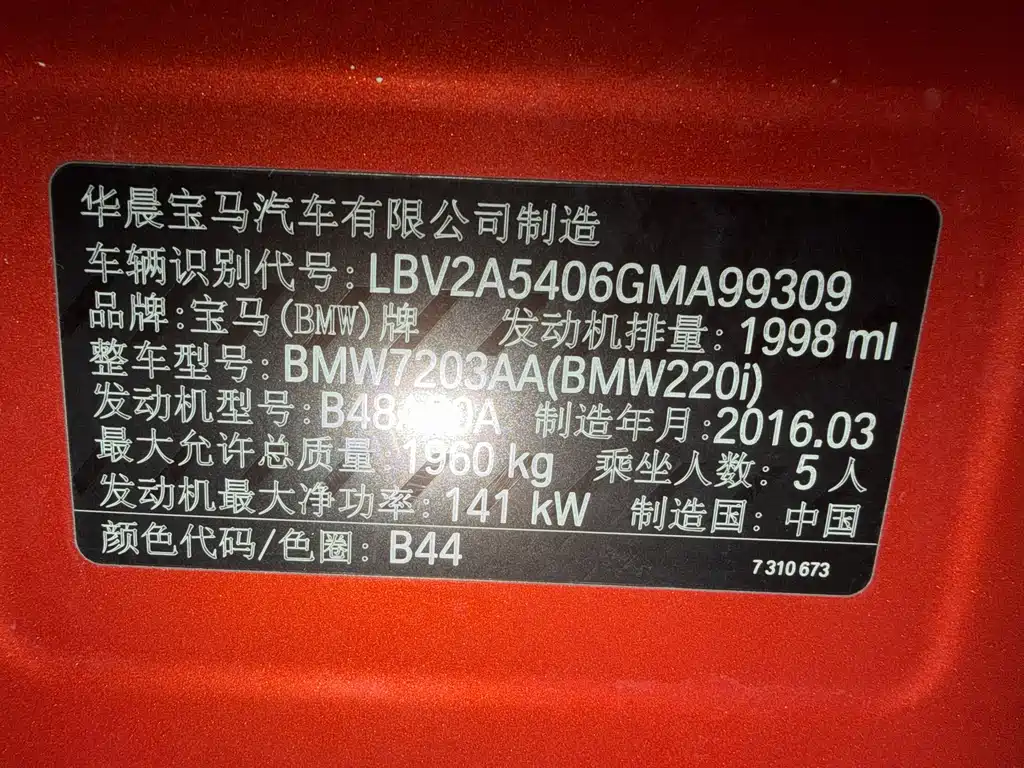 华晨宝马汽车有限公司制造
车辆识别代号: LBV2A5406GMA99309
品牌:宝马(BMW)牌 发动机排量: 1998 ml
整车型号: BMW7203AA(BMW220i)
发动机型号: 制造年月:2016.03
最大允许总质量:1960 kg 乘坐人数: 5 人
发动机最大净功率: 141 kW 制造国: 中国
颜色代码/色圈: B44
7 310 673